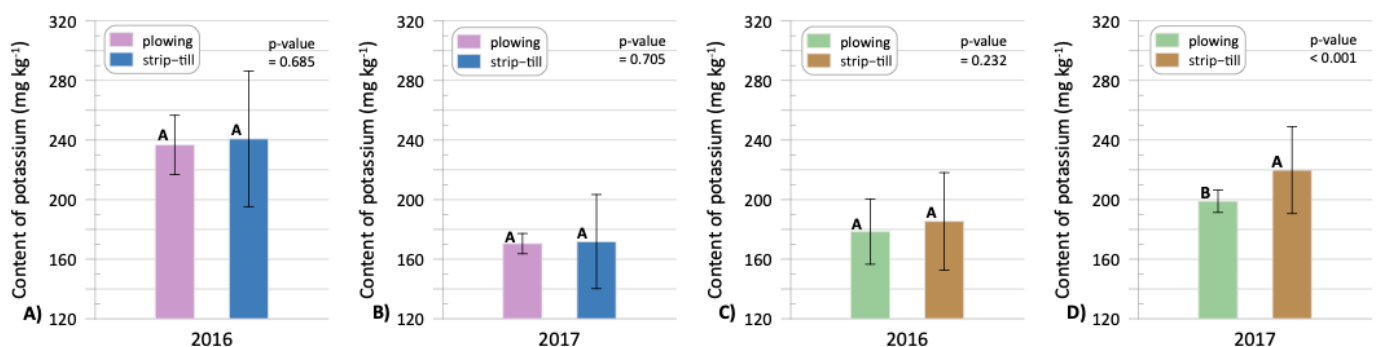 Content of potassium (mg kg⁻¹)
320
280
240
200
160
120
plowing
strip-till
p-value
= 0.685
A
A
A)
2016
Content of potassium (mg kg⁻¹)
320
280
240
200
160
120
plowing
strip-till
p-value
= 0.705
A
A
B)
2017
Content of potassium (mg kg⁻¹)
320
280
240
200
160
120
plowing
strip-till
p-value
= 0.232
A
A
C)
2016
Content of potassium (mg kg⁻¹)
320
280
240
200
160
120
plowing
strip-till
p-value
< 0.001
B
A
D)
2017